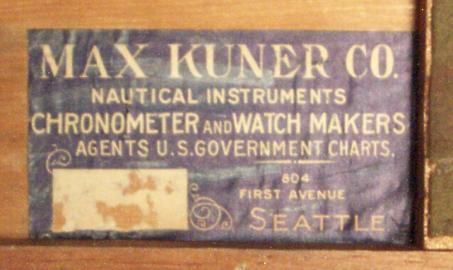 MAX KUNER CO.
NAUTICAL INSTRUMENTS
CHRONOMETER AND WATCH MAKERS
AGENTS U.S. GOVERNMENT CHARTS.
804
FIRST AVENUE
SEATTLE.